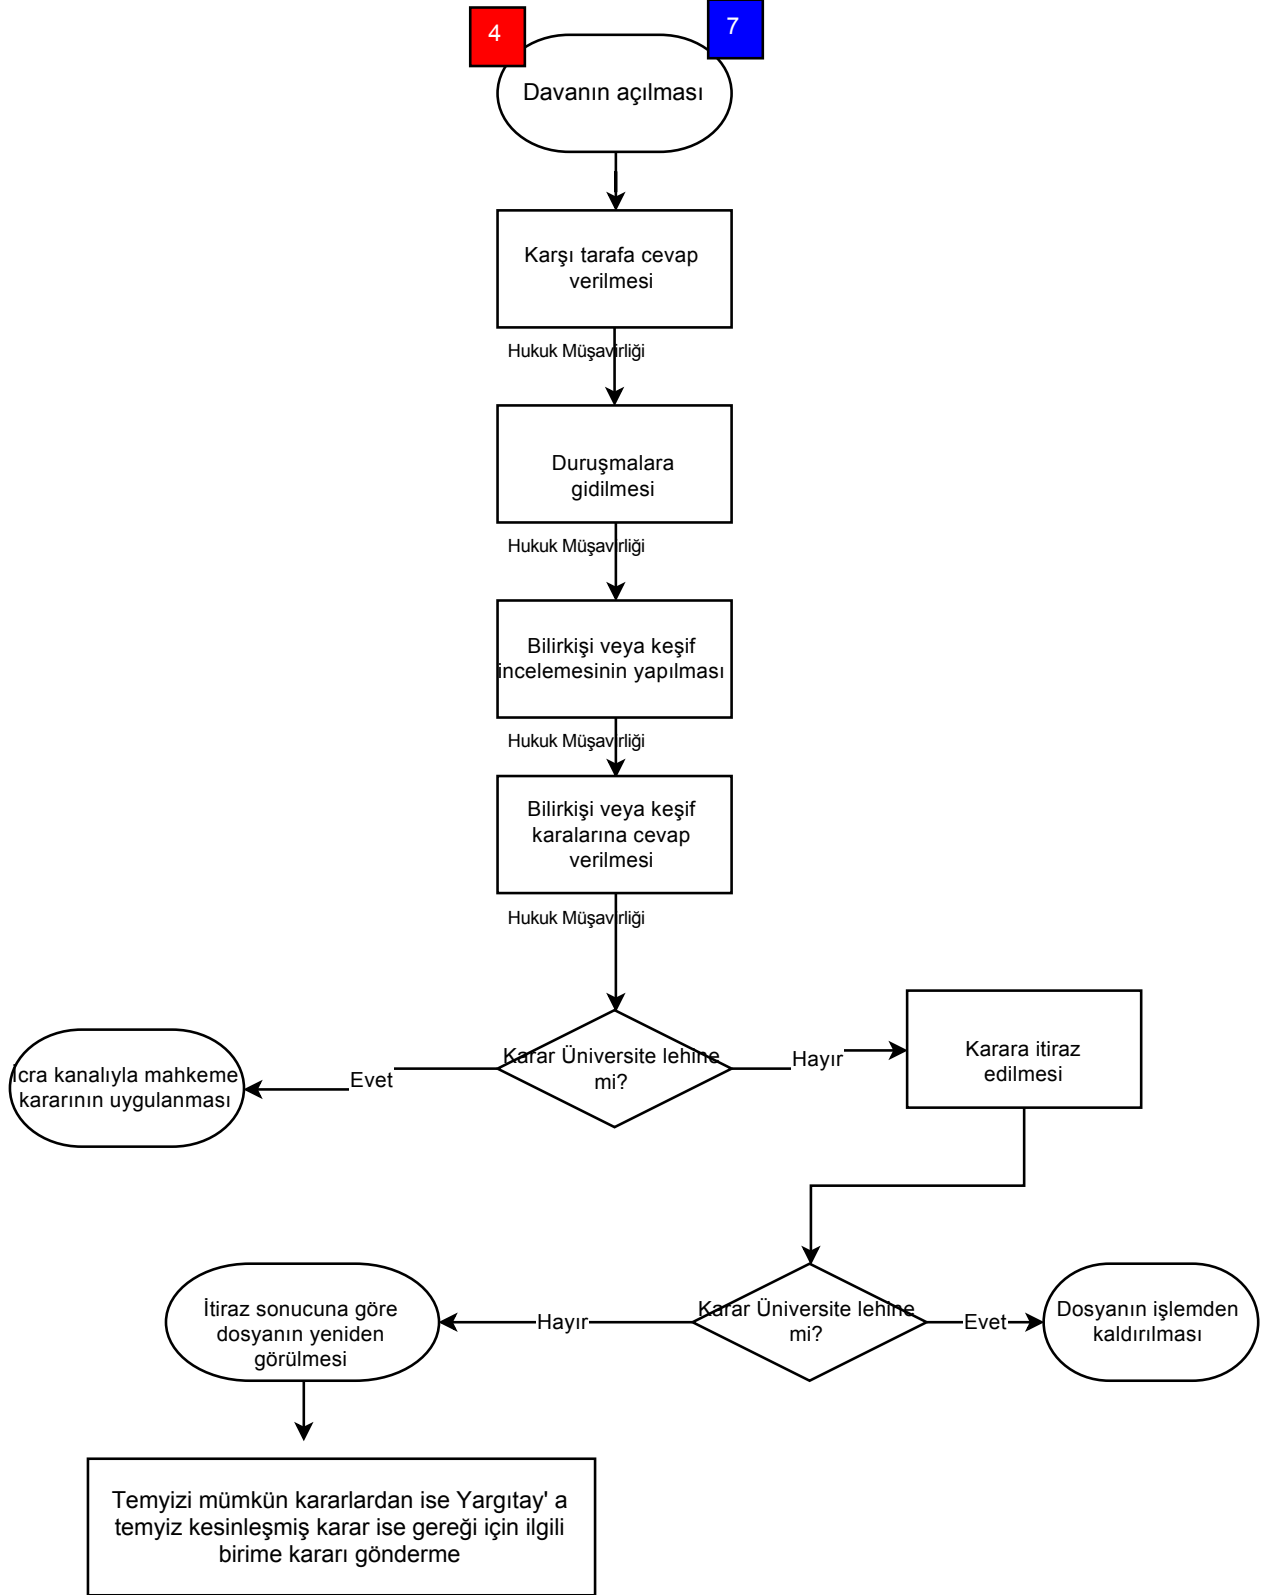 4
7
Davanın açılması
Karşı tarafa cevap
verilmesi
Hukuk Müşavirliği
Duruşmalara
gidilmesi
Hukuk Müşavirliği
Bilirkişi veya keşif
incelemesinin yapılması
Hukuk Müşavirliği
Bilirkişi veya keşif
karalarına cevap
verilmesi
Hukuk Müşavirliği
Karar Üniversite lehine
mi?
Evet
İcra kanalıyla mahkeme
kararının uygulanması
Hayır
Karara itiraz
edilmesi
Karar Üniversite lehine
mi?
Hayır
İtiraz sonucuna göre
dosyanın yeniden
görülmesi
Evet
Dosyanın işlemden
kaldırılması
Temyizi mümkün kararlardan ise Yargıtay' a
temyiz kesinleşmiş karar ise gereği için ilgili
birime kararı gönderme